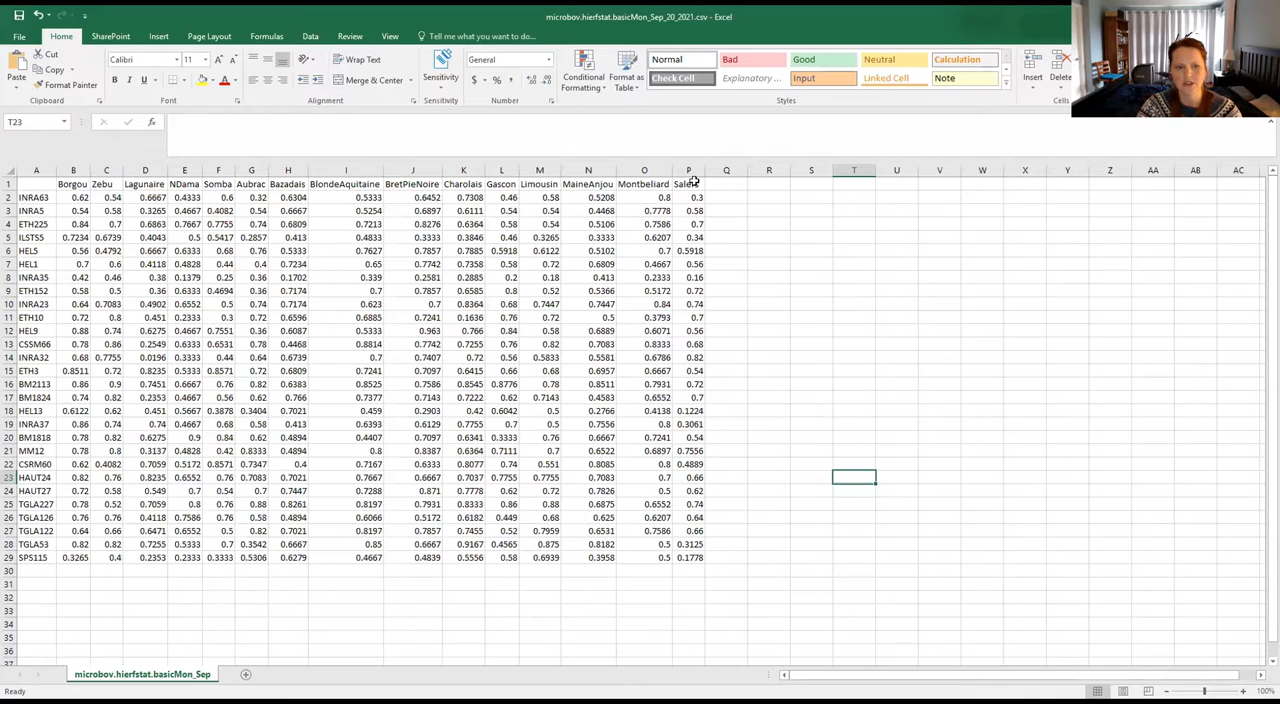 microbov.hierfstat.basicMon_Sep_20_2021.csv - Excel
File Home SharePoint Insert Page Layout Formulas Data Review View Tell me what you want to do...
Paste Cut Copy Format Painter Calibri 11 Wrap Text Merge & Center General Sensitivity Conditional Formatting Format as Table Normal Bad Good Neutral Calculation Check Cell Explanatory ... Input Linked Cell Note Insert Delete
Clipboard Font Alignment Sensitivity Number Styles Cells
T23 fx
A B C D E F G H I J K L M N O P Q R S T U V W X Y Z AA AB AC
1 Borgou Zebu Lagunaire NDama Somba Aubrac Bazadais BlondeAquitaine BretPieNoire Charolais Gascon Limousin MaineAnjou Montbeliard
2 INRA63 0.62 0.54 0.6667 0.4333 0.6 0.32 0.6304 0.5333 0.6452 0.7308 0.46 0.58 0.5208 0.8 0.3
3 INRA5 0.54 0.58 0.3265 0.4667 0.4082 0.54 0.6667 0.5254 0.6897 0.6111 0.54 0.54 0.4468 0.7778 0.58
4 ETH225 0.84 0.7 0.6863 0.7667 0.7755 0.74 0.6809 0.7213 0.8276 0.6364 0.58 0.54 0.5106 0.7586 0.7
5 ILSTS5 0.7234 0.6739 0.4043 0.5 0.5417 0.2857 0.413 0.4833 0.3333 0.3846 0.46 0.3265 0.3333 0.6207 0.34
6 HEL5 0.56 0.4792 0.6667 0.6333 0.68 0.76 0.5333 0.7627 0.3667 0.7885 0.5918 0.6122 0.5102 0.7 0.5918
7 HEL1 0.7 0.6 0.4118 0.4828 0.44 0.4 0.7234 0.65 0.7742 0.7358 0.58 0.72 0.6809 0.4667 0.56
8 INRA35 0.42 0.46 0.38 0.1379 0.25 0.36 0.1702 0.339 0.2581 0.2885 0.2 0.18 0.413 0.2333 0.16
9 ETH152 0.58 0.5 0.36 0.6333 0.4694 0.36 0.7174 0.7 0.7857 0.6585 0.8 0.52 0.5366 0.5172 0.72
10 INRA23 0.64 0.7083 0.4902 0.6552 0.5 0.74 0.7174 0.623 0.7 0.8364 0.68 0.7447 0.7447 0.84 0.74
11 ETH10 0.72 0.8 0.451 0.2333 0.3 0.72 0.6596 0.6885 0.7241 0.1636 0.76 0.72 0.5 0.3793 0.7
12 HEL9 0.88 0.74 0.6275 0.4667 0.7551 0.36 0.6087 0.5333 0.963 0.766 0.84 0.58 0.6889 0.6071 0.56
13 CSSM66 0.78 0.86 0.2549 0.6333 0.6531 0.78 0.4468 0.8814 0.7742 0.7255 0.76 0.82 0.7083 0.8333 0.68
14 INRA32 0.68 0.7755 0.0196 0.3333 0.44 0.64 0.6739 0.7 0.7407 0.72 0.56 0.5833 0.5581 0.6786 0.82
15 ETH3 0.8511 0.72 0.8235 0.5333 0.8571 0.72 0.6809 0.7241 0.7097 0.6415 0.66 0.68 0.6957 0.6667 0.54
16 BM2113 0.86 0.9 0.7451 0.6667 0.76 0.82 0.6383 0.8525 0.7586 0.8545 0.8776 0.78 0.8511 0.7931 0.72
17 BM1824 0.74 0.82 0.2353 0.4667 0.56 0.62 0.766 0.7377 0.7143 0.7222 0.62 0.7143 0.4583 0.6552 0.7
18 HEL13 0.6122 0.62 0.451 0.5667 0.3878 0.3404 0.7021 0.459 0.2903 0.42 0.6042 0.5 0.2766 0.4138 0.1224
19 INRA37 0.86 0.74 0.74 0.4667 0.68 0.58 0.413 0.6393 0.6129 0.7755 0.7 0.5 0.7556 0.8 0.3061
20 BM1818 0.78 0.82 0.6275 0.9 0.84 0.62 0.4894 0.4407 0.7097 0.6341 0.3333 0.76 0.6667 0.7241 0.54
21 MM12 0.78 0.8 0.3137 0.4828 0.42 0.8333 0.4894 0.8 0.8387 0.6364 0.7111 0.7 0.6522 0.6897 0.7556
22 CSRM60 0.62 0.4082 0.7059 0.5172 0.8571 0.7347 0.4 0.7167 0.6333 0.8077 0.74 0.551 0.8085 0.8 0.4889
23 HAUT24 0.82 0.76 0.8235 0.6552 0.76 0.7083 0.7021 0.7667 0.6667 0.7037 0.7755 0.7755 0.7083 0.7 0.66
24 HAUT27 0.72 0.58 0.549 0.7 0.54 0.7 0.7447 0.7288 0.871 0.7778 0.62 0.72 0.7826 0.5 0.62
25 TGLA227 0.78 0.52 0.7059 0.8 0.76 0.88 0.8261 0.8197 0.7931 0.8333 0.86 0.88 0.6875 0.6552 0.74
26 TGLA126 0.76 0.76 0.4118 0.7586 0.76 0.58 0.4894 0.6066 0.5172 0.6182 0.449 0.68 0.625 0.6207 0.64
27 TGLA122 0.64 0.66 0.6471 0.6552 0.5 0.82 0.7021 0.8197 0.7857 0.7455 0.52 0.7959 0.6531 0.7586 0.66
28 TGLA53 0.82 0.82 0.7255 0.5333 0.7 0.3542 0.6667 0.85 0.6667 0.9167 0.4565 0.875 0.8182 0.5 0.3125
29 SPS115 0.3265 0.4 0.2353 0.2333 0.3333 0.5306 0.6279 0.4667 0.4839 0.5556 0.58 0.6939 0.3958 0.5 0.1778
30
31
32
33
34
35
36
37
microbov.hierfstat.basicMon_Sep
Ready 100%